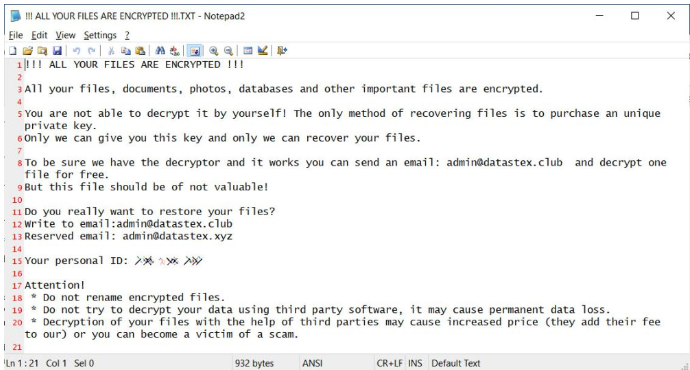 !!! ALL YOUR FILES ARE ENCRYPTED !!!.TXT - Notepad2
File Edit View Settings ?
1 !!! ALL YOUR FILES ARE ENCRYPTED !!!
2
3 All your files, documents, photos, databases and other important files are encrypted.
4
5 You are not able to decrypt it by yourself! The only method of recovering files is to purchase an unique
private key.
6 Only we can give you this key and only we can recover your files.
7
8 To be sure we have the decryptor and it works you can send an email: admin@datastex.club  and decrypt one
file for free.
9 But this file should be of not valuable!
10
11 Do you really want to restore your files?
12 Write to email:admin@datastex.club
13 Reserved email: admin@datastex.xyz
14
15 Your personal ID:
16
17 Attention!
18 * Do not rename encrypted files.
19 * Do not try to decrypt your data using third party software, it may cause permanent data loss.
20 * Decryption of your files with the help of third parties may cause increased price (they add their fee
to our) or you can become a victim of a scam.
21
Ln 1 : 21 Col 1 Sel 0 932 bytes ANSI CR+LF INS Default Text